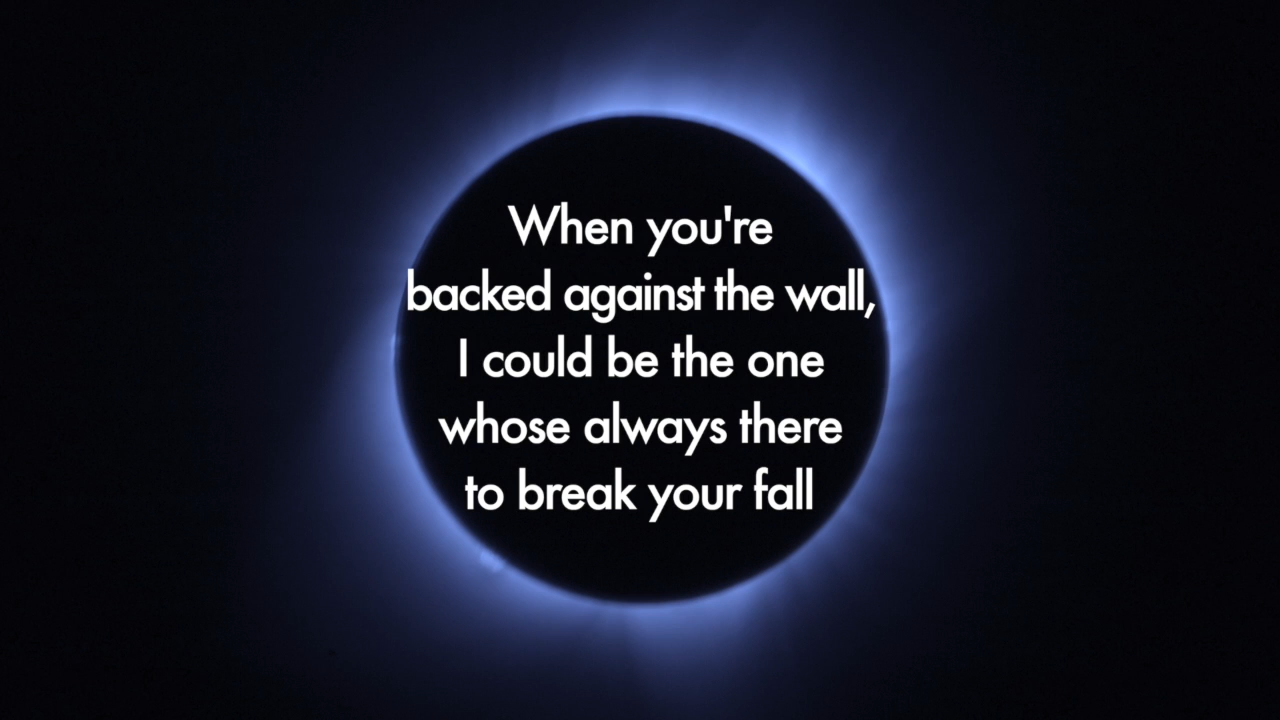 When you're
backed against the wall,
I could be the one
whose always there
to break your fall